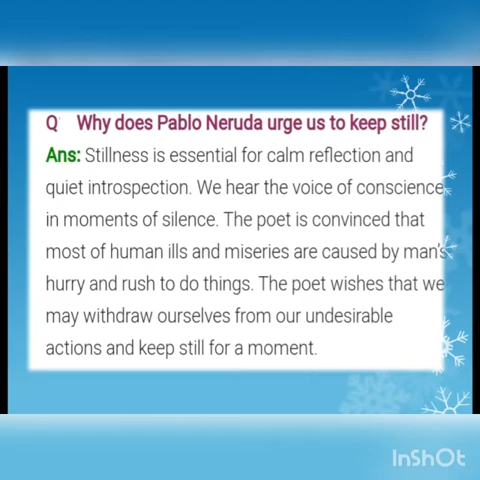 Q Why does Pablo Neruda urge us to keep still?
Ans: Stillness is essential for calm reflection and
quiet introspection. We hear the voice of conscience
in moments of silence. The poet is convinced that
most of human ills and miseries are caused by man's
hurry and rush to do things. The poet wishes that we
may withdraw ourselves from our undesirable
actions and keep still for a moment.
InShOt